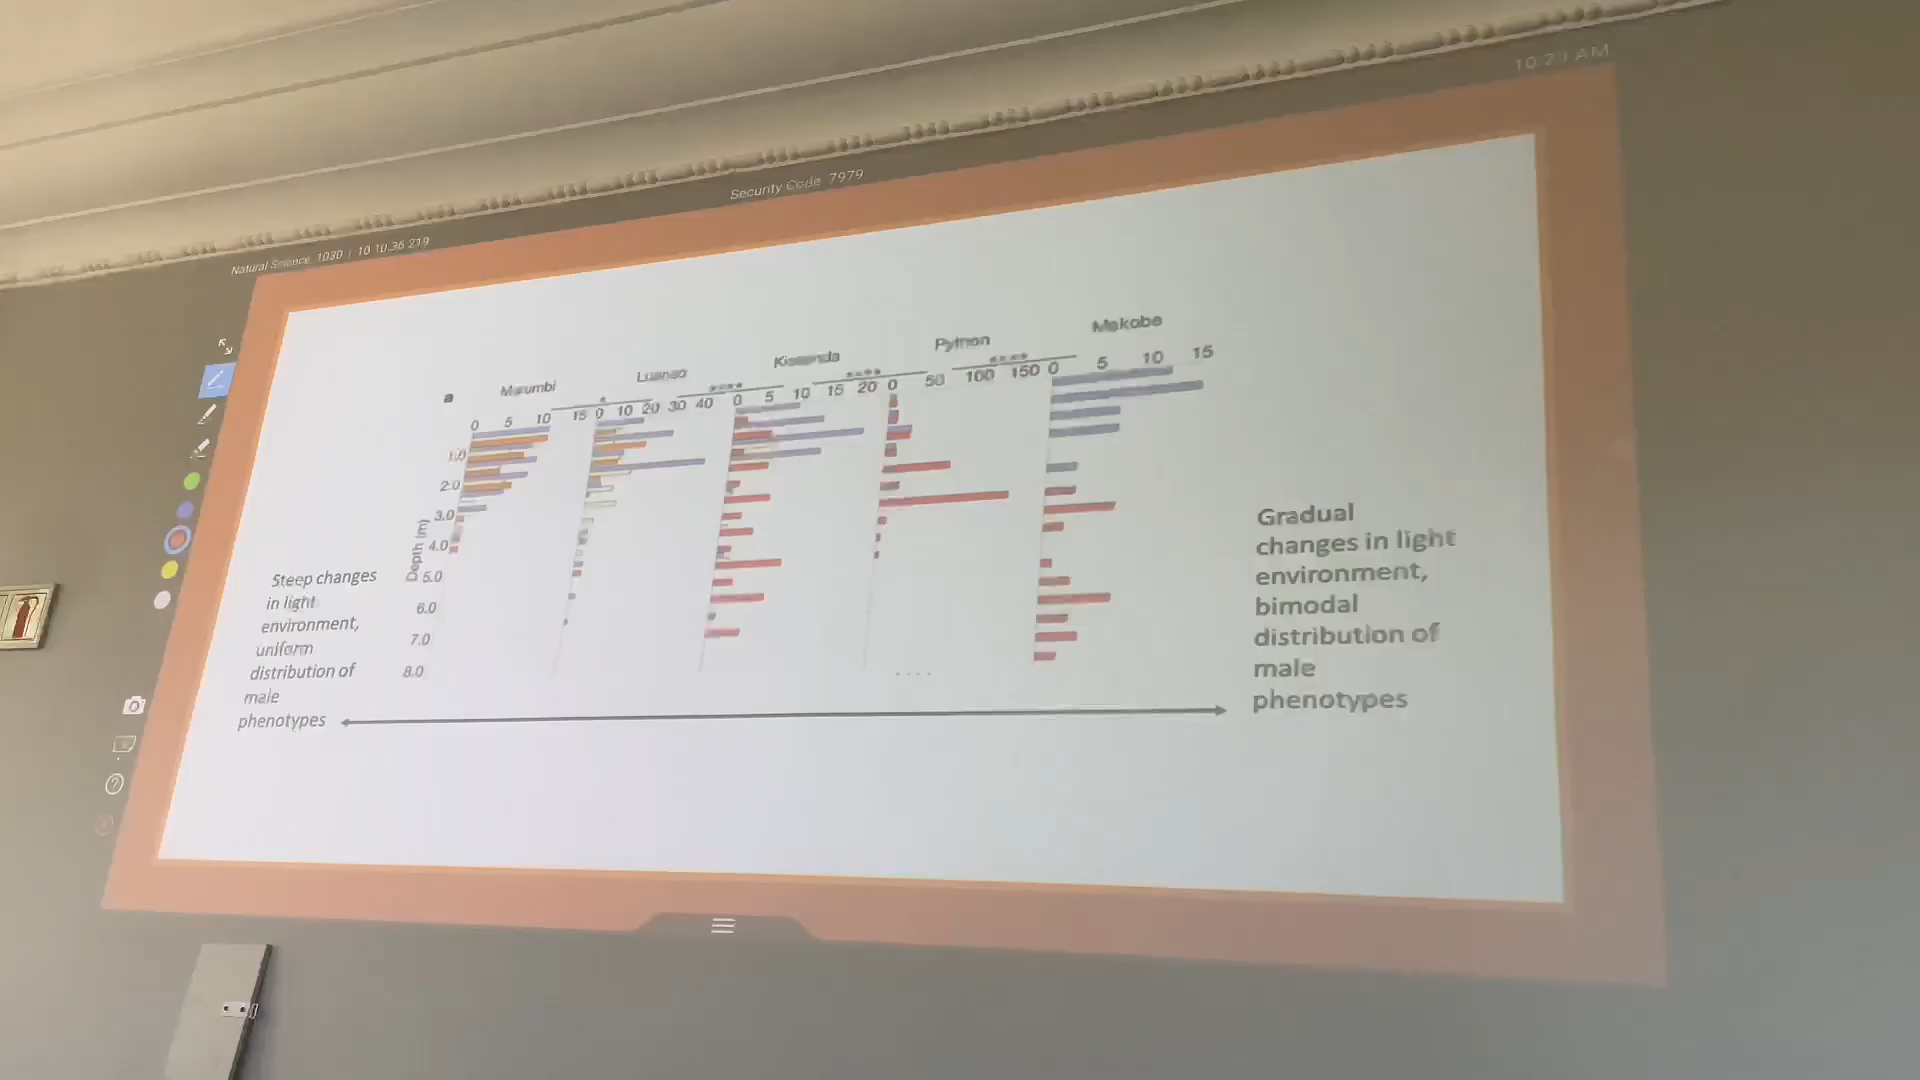 10:29 AM
Security Code 7979
Natural Science 1030 | 10.10.36.219
a
Marumbi
Luanso
Kissenda
Python
Makobe
* **** **** ****
0 5 10 15
0 10 20 30 40
0 5 10 15 20
0 50 100 150
0 5 10 15
Depth (m)
1.0
2.0
3.0
4.0
5.0
6.0
7.0
8.0
Steep changes
in light
environment,
uniform
distribution of
male
phenotypes
Gradual
changes in light
environment,
bimodal
distribution of
male
phenotypes